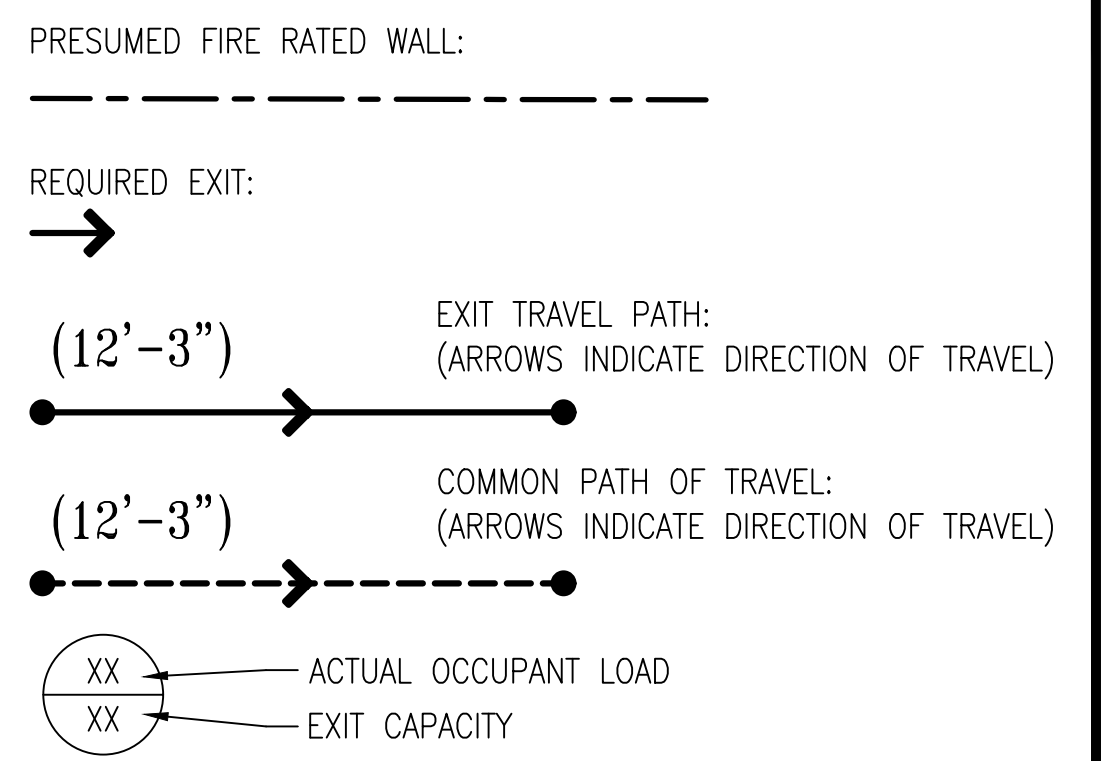 PRESUMED FIRE RATED WALL:
REQUIRED EXIT:
(12'-3")
EXIT TRAVEL PATH:
(ARROWS INDICATE DIRECTION OF TRAVEL)
(12'-3")
COMMON PATH OF TRAVEL:
(ARROWS INDICATE DIRECTION OF TRAVEL)
XX
ACTUAL OCCUPANT LOAD
XX
EXIT CAPACITY